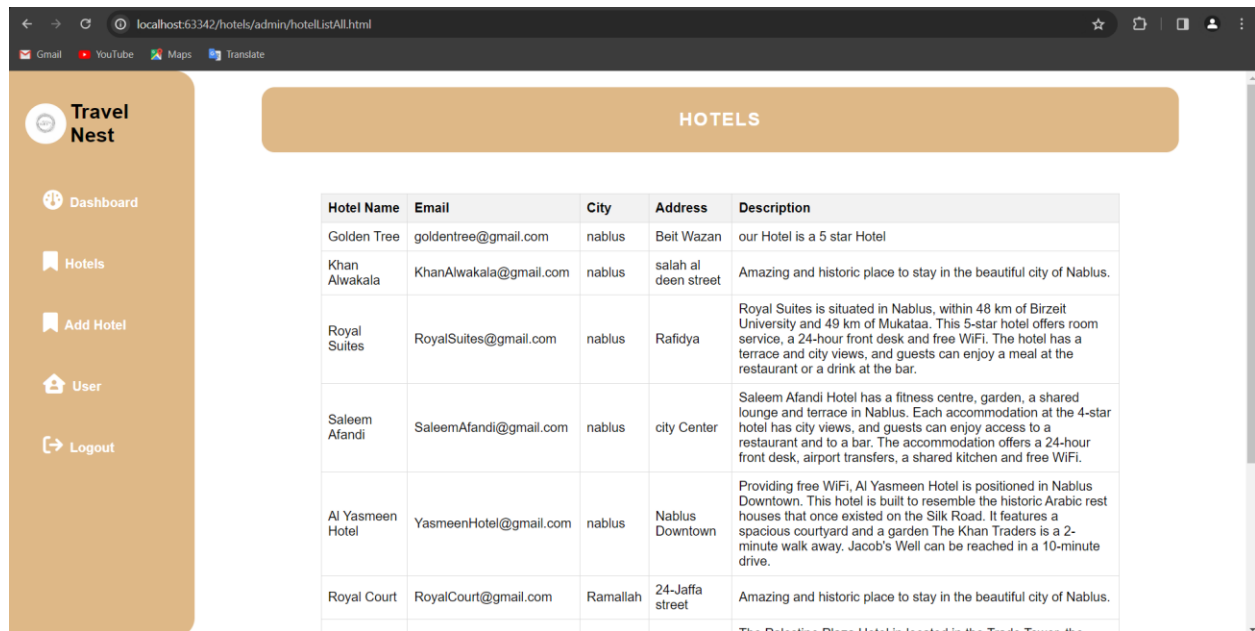 localhost:63342/hotels/admin/hotelListAll.html
Gmail YouTube Maps Translate
Travel
Nest
Dashboard
Hotels
Add Hotel
User
Logout
HOTELS
Hotel Name Email City Address Description
Golden Tree goldentree@gmail.com nablus Beit Wazan our Hotel is a 5 star Hotel
Khan
Alwakala
KhanAlwakala@gmail.com nablus
salah al
deen street
Amazing and historic place to stay in the beautiful city of Nablus.
Royal
Suites
RoyalSuites@gmail.com nablus Rafidya
Royal Suites is situated in Nablus, within 48 km of Birzeit
University and 49 km of Mukataa. This 5-star hotel offers room
service, a 24-hour front desk and free WiFi. The hotel has a
terrace and city views, and guests can enjoy a meal at the
restaurant or a drink at the bar.
Saleem
Afandi
SaleemAfandi@gmail.com nablus city Center
Saleem Afandi Hotel has a fitness centre, garden, a shared
lounge and terrace in Nablus. Each accommodation at the 4-star
hotel has city views, and guests can enjoy access to a
restaurant and to a bar. The accommodation offers a 24-hour
front desk, airport transfers, a shared kitchen and free WiFi.
Al Yasmeen
Hotel
YasmeenHotel@gmail.com nablus
Nablus
Downtown
Providing free WiFi, Al Yasmeen Hotel is positioned in Nablus
Downtown. This hotel is built to resemble the historic Arabic rest
houses that once existed on the Silk Road. It features a
spacious courtyard and a garden The Khan Traders is a 2-
minute walk away. Jacob's Well can be reached in a 10-minute
drive.
Royal Court RoyalCourt@gmail.com Ramallah
24-Jaffa
street
Amazing and historic place to stay in the beautiful city of Nablus.
The Palestine Plaza Hotel in located in the Trade Tower, the